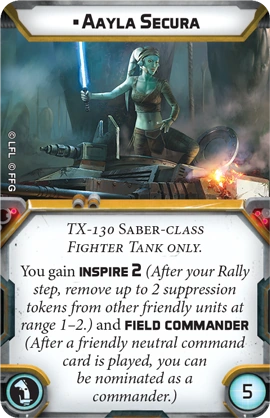 • Aayla Secura
© LFL © FFG
TX-130 Saber-class
Fighter Tank only.
You gain INSPIRE 2 (After your Rally
step, remove up to 2 suppression
tokens from other friendly units at
range 1–2.) and FIELD COMMANDER
(After a friendly neutral command
card is played, you can
be nominated as a
commander.)
5